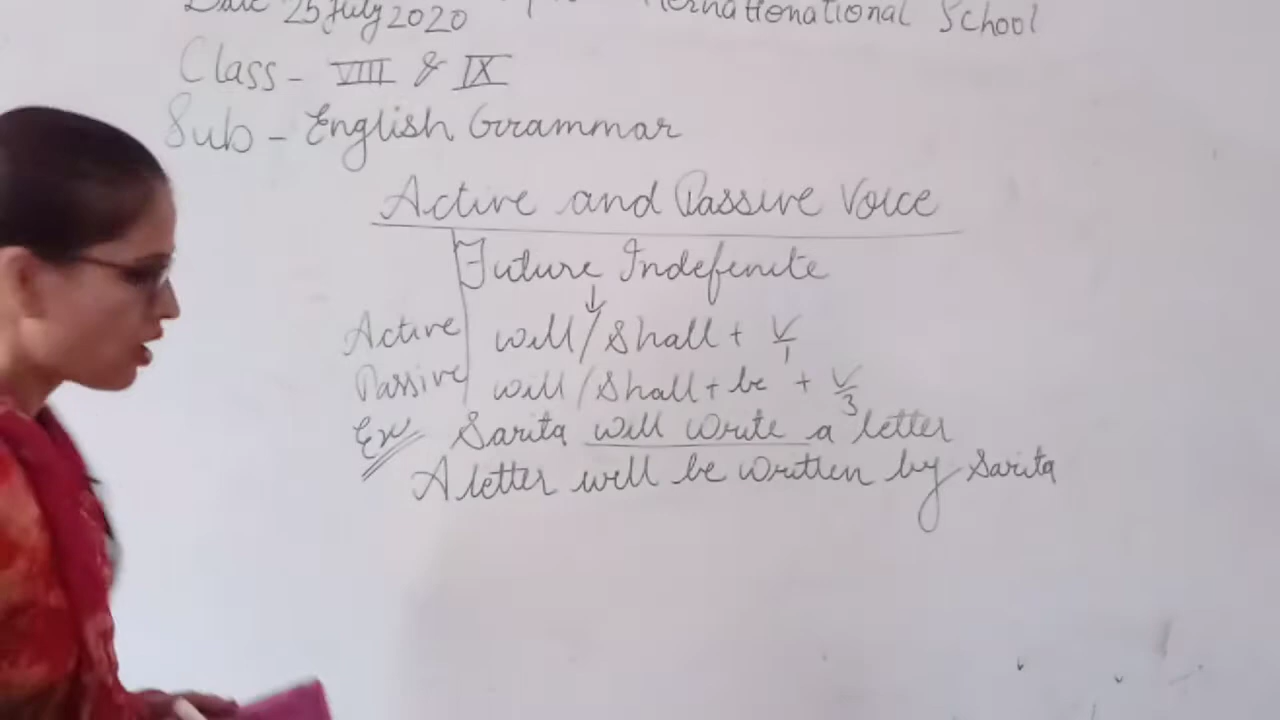 Date 25 July 2020 International School
Class - VIII & IX
Sub - English Grammar
Active and Passive Voice
Future Indefenite
↓
Active will/Shall + V1
Passive will/Shall + be + V3
Ex Sarita will write a letter
A letter will be written by Sarita